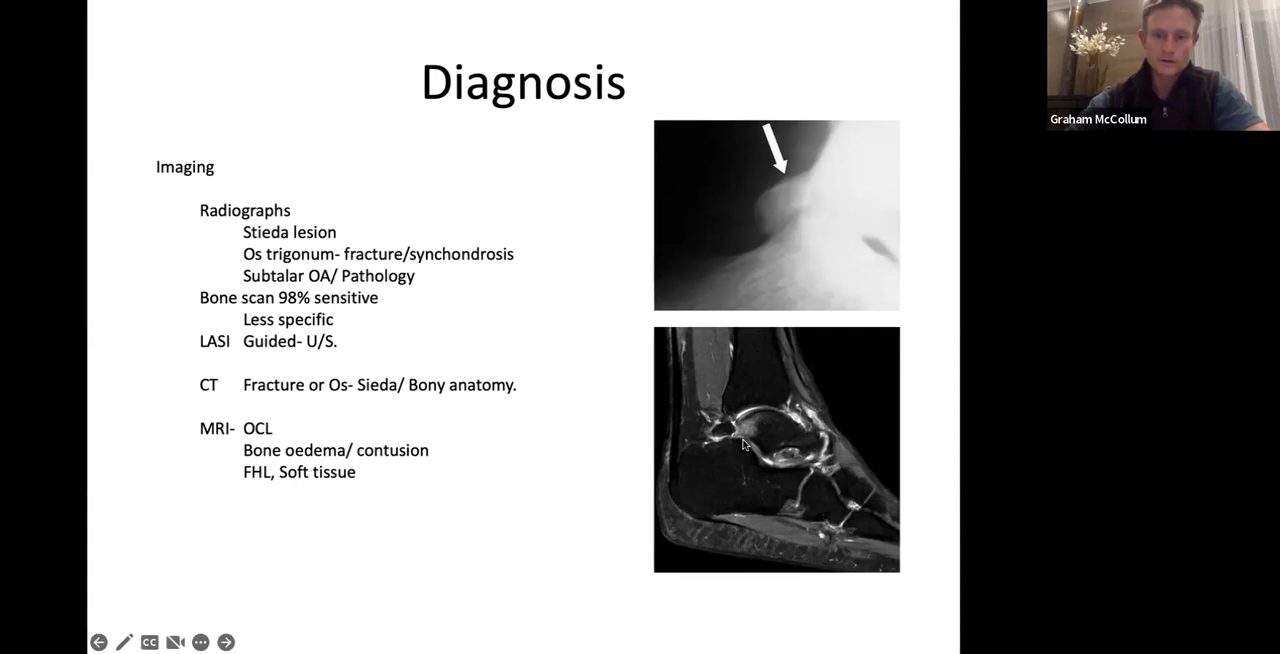 Diagnosis
Imaging
Radiographs
Stieda lesion
Os trigonum- fracture/synchondrosis
Subtalar OA/ Pathology
Bone scan 98% sensitive
Less specific
LASI Guided- U/S.
CT Fracture or Os- Sieda/ Bony anatomy.
MRI- OCL
Bone oedema/ contusion
FHL, Soft tissue
Graham McCollum
CC